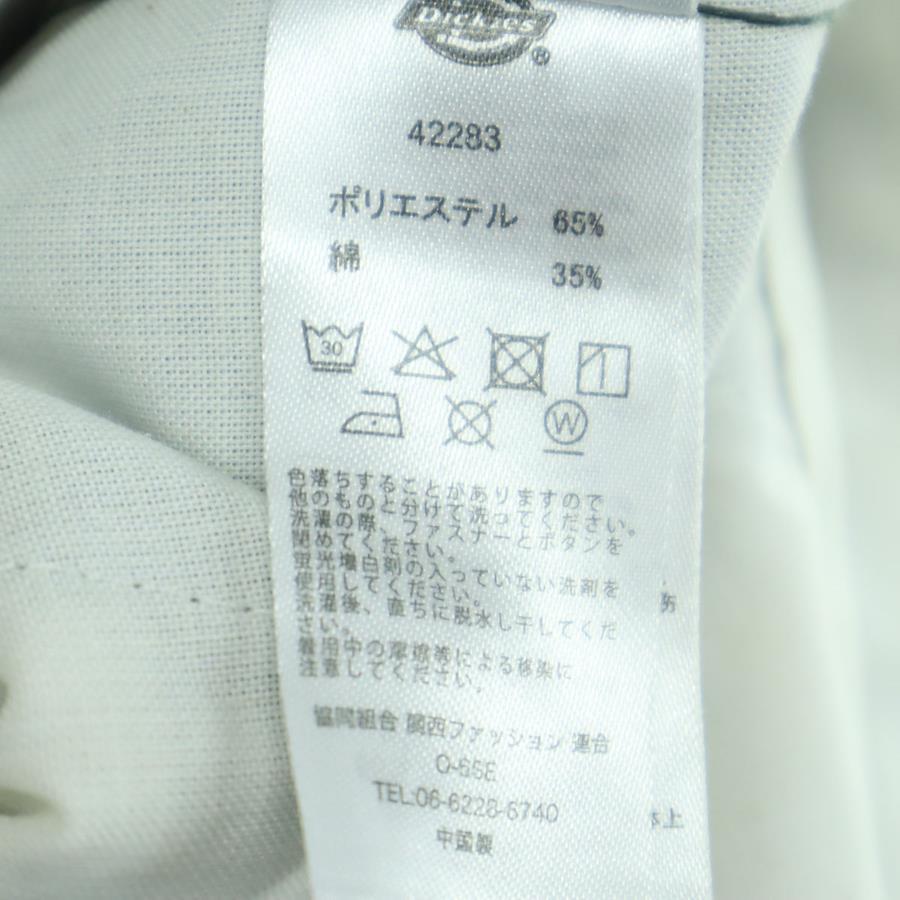 Dickies
®
42283
ポリエステル 65%
綿 35%
30
W
色落ちすることがありますので
他のものと分けて洗ってください。
洗濯の際、ファスナーとボタンを
閉めてください。
蛍光増白剤の入っていない洗剤を
使用してください。
洗濯後、直ちに脱水し干してくだ
さい。
着用中の摩擦等による移染に
注意してください。
協同組合 関西ファッション連合
O-6SE
TEL:06-6228-6740
中国製
防
上